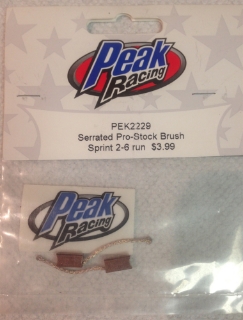 Peak
Racing
PEK2229
Serrated Pro-Stock Brush
Sprint 2-6 run $3.99
Peak
Racing